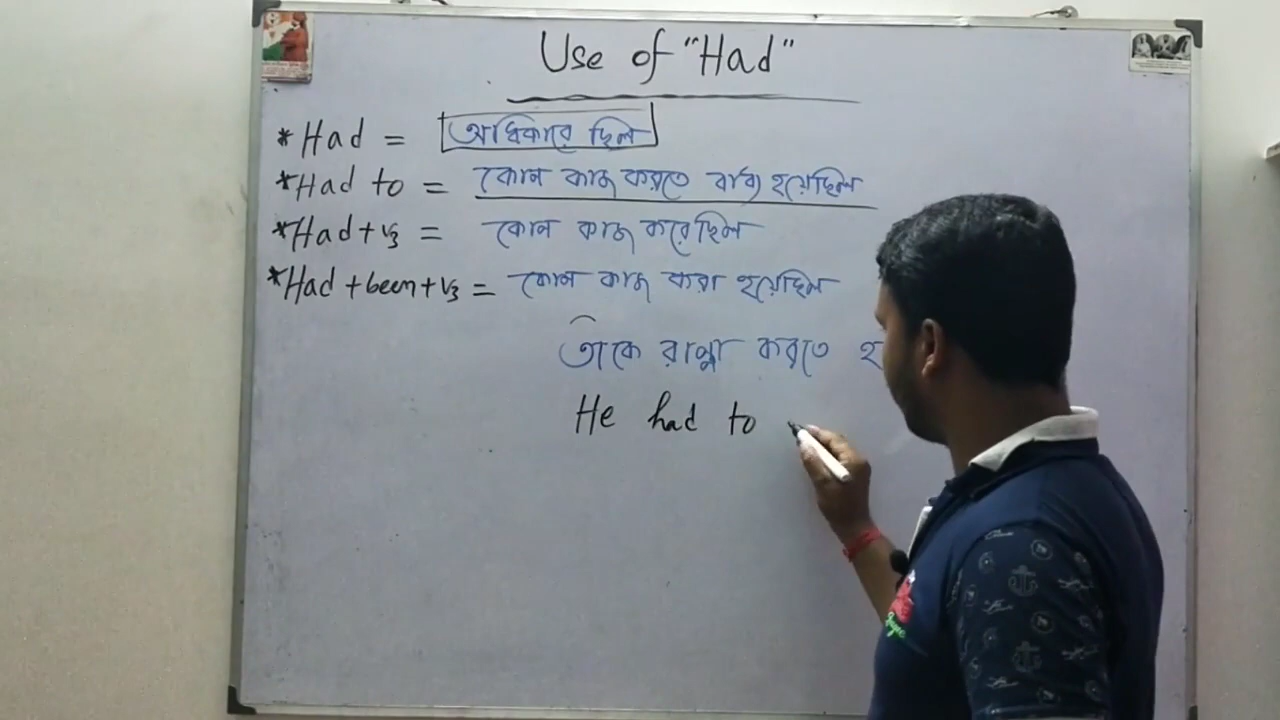 Use of "Had"
*Had = অধিকারে ছিল
*Had to = কোন কাজ করতে বাধ্য হয়েছিল
*Had+v3 = কোন কাজ করেছিল
*Had+been+v3 = কোন কাজ করা হয়েছিল
তাঁকে রান্না করতে হ
He had to